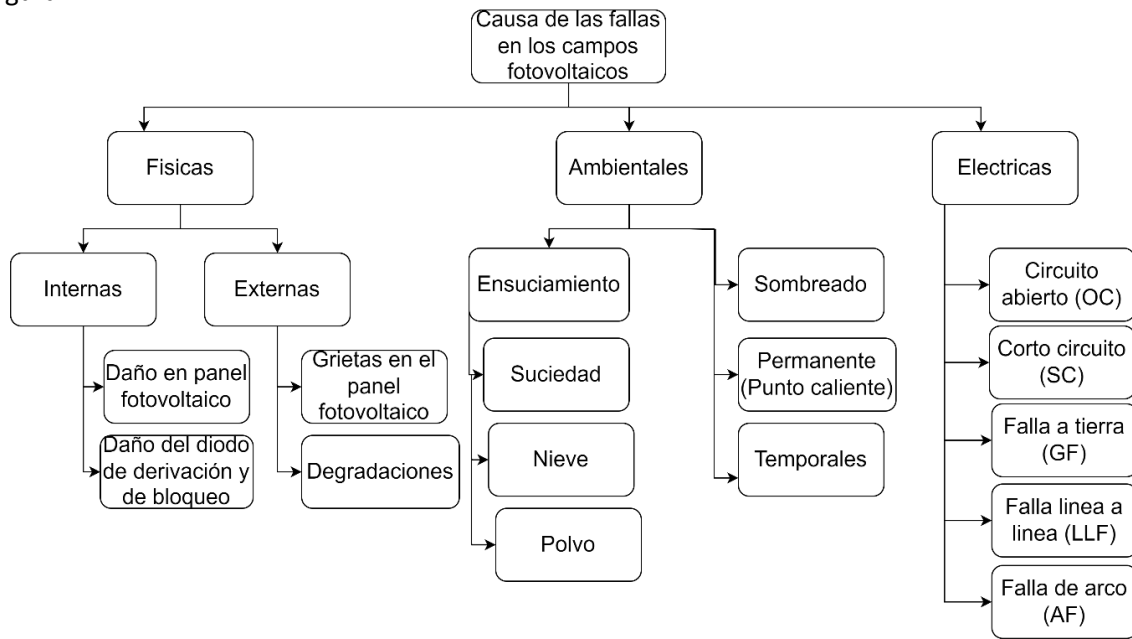 Causa de las fallas
en los campos
fotovoltaicos
Fisicas
Ambientales
Electricas
Internas
Externas
Ensuciamiento
Sombreado
Circuito
abierto (OC)
Daño en panel
fotovoltaico
Grietas en el
panel
fotovoltaico
Suciedad
Permanente
(Punto caliente)
Corto circuito
(SC)
Daño del diodo
de derivación y
de bloqueo
Degradaciones
Nieve
Temporales
Falla a tierra
(GF)
Polvo
Falla linea a
linea (LLF)
Falla de arco
(AF)